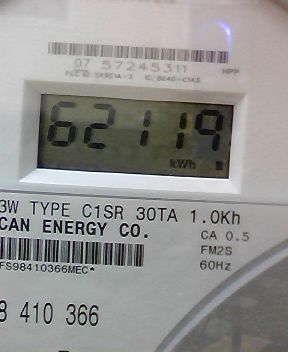 07 57245311
HPP
62119
kWh
3W TYPE C1SR 30TA 1.0Kh
CAN ENERGY CO.
CA 0.5
FM2S
60Hz
FS98410366MEC*
8 410 366